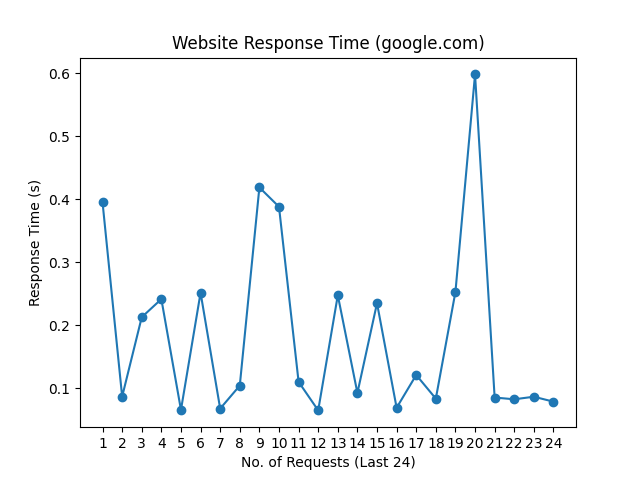 Website Response Time (google.com)
0.6
0.5
0.4
0.3
0.2
0.1
Response Time (s)
1 2 3 4 5 6 7 8 9 10 11 12 13 14 15 16 17 18 19 20 21 22 23 24
No. of Requests (Last 24)